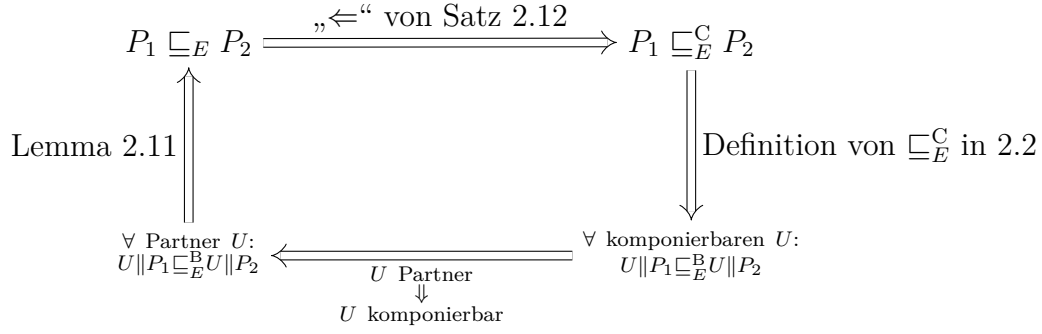 „⇐“ von Satz 2.12
P₁ ⊑_E P₂
P₁ ⊑_E^C P₂
Lemma 2.11
Definition von ⊑_E^C in 2.2
∀ Partner U:
U∥P₁⊑_E^B U∥P₂
∀ komponierbaren U:
U∥P₁⊑_E^B U∥P₂
U Partner
⇓
U komponierbar